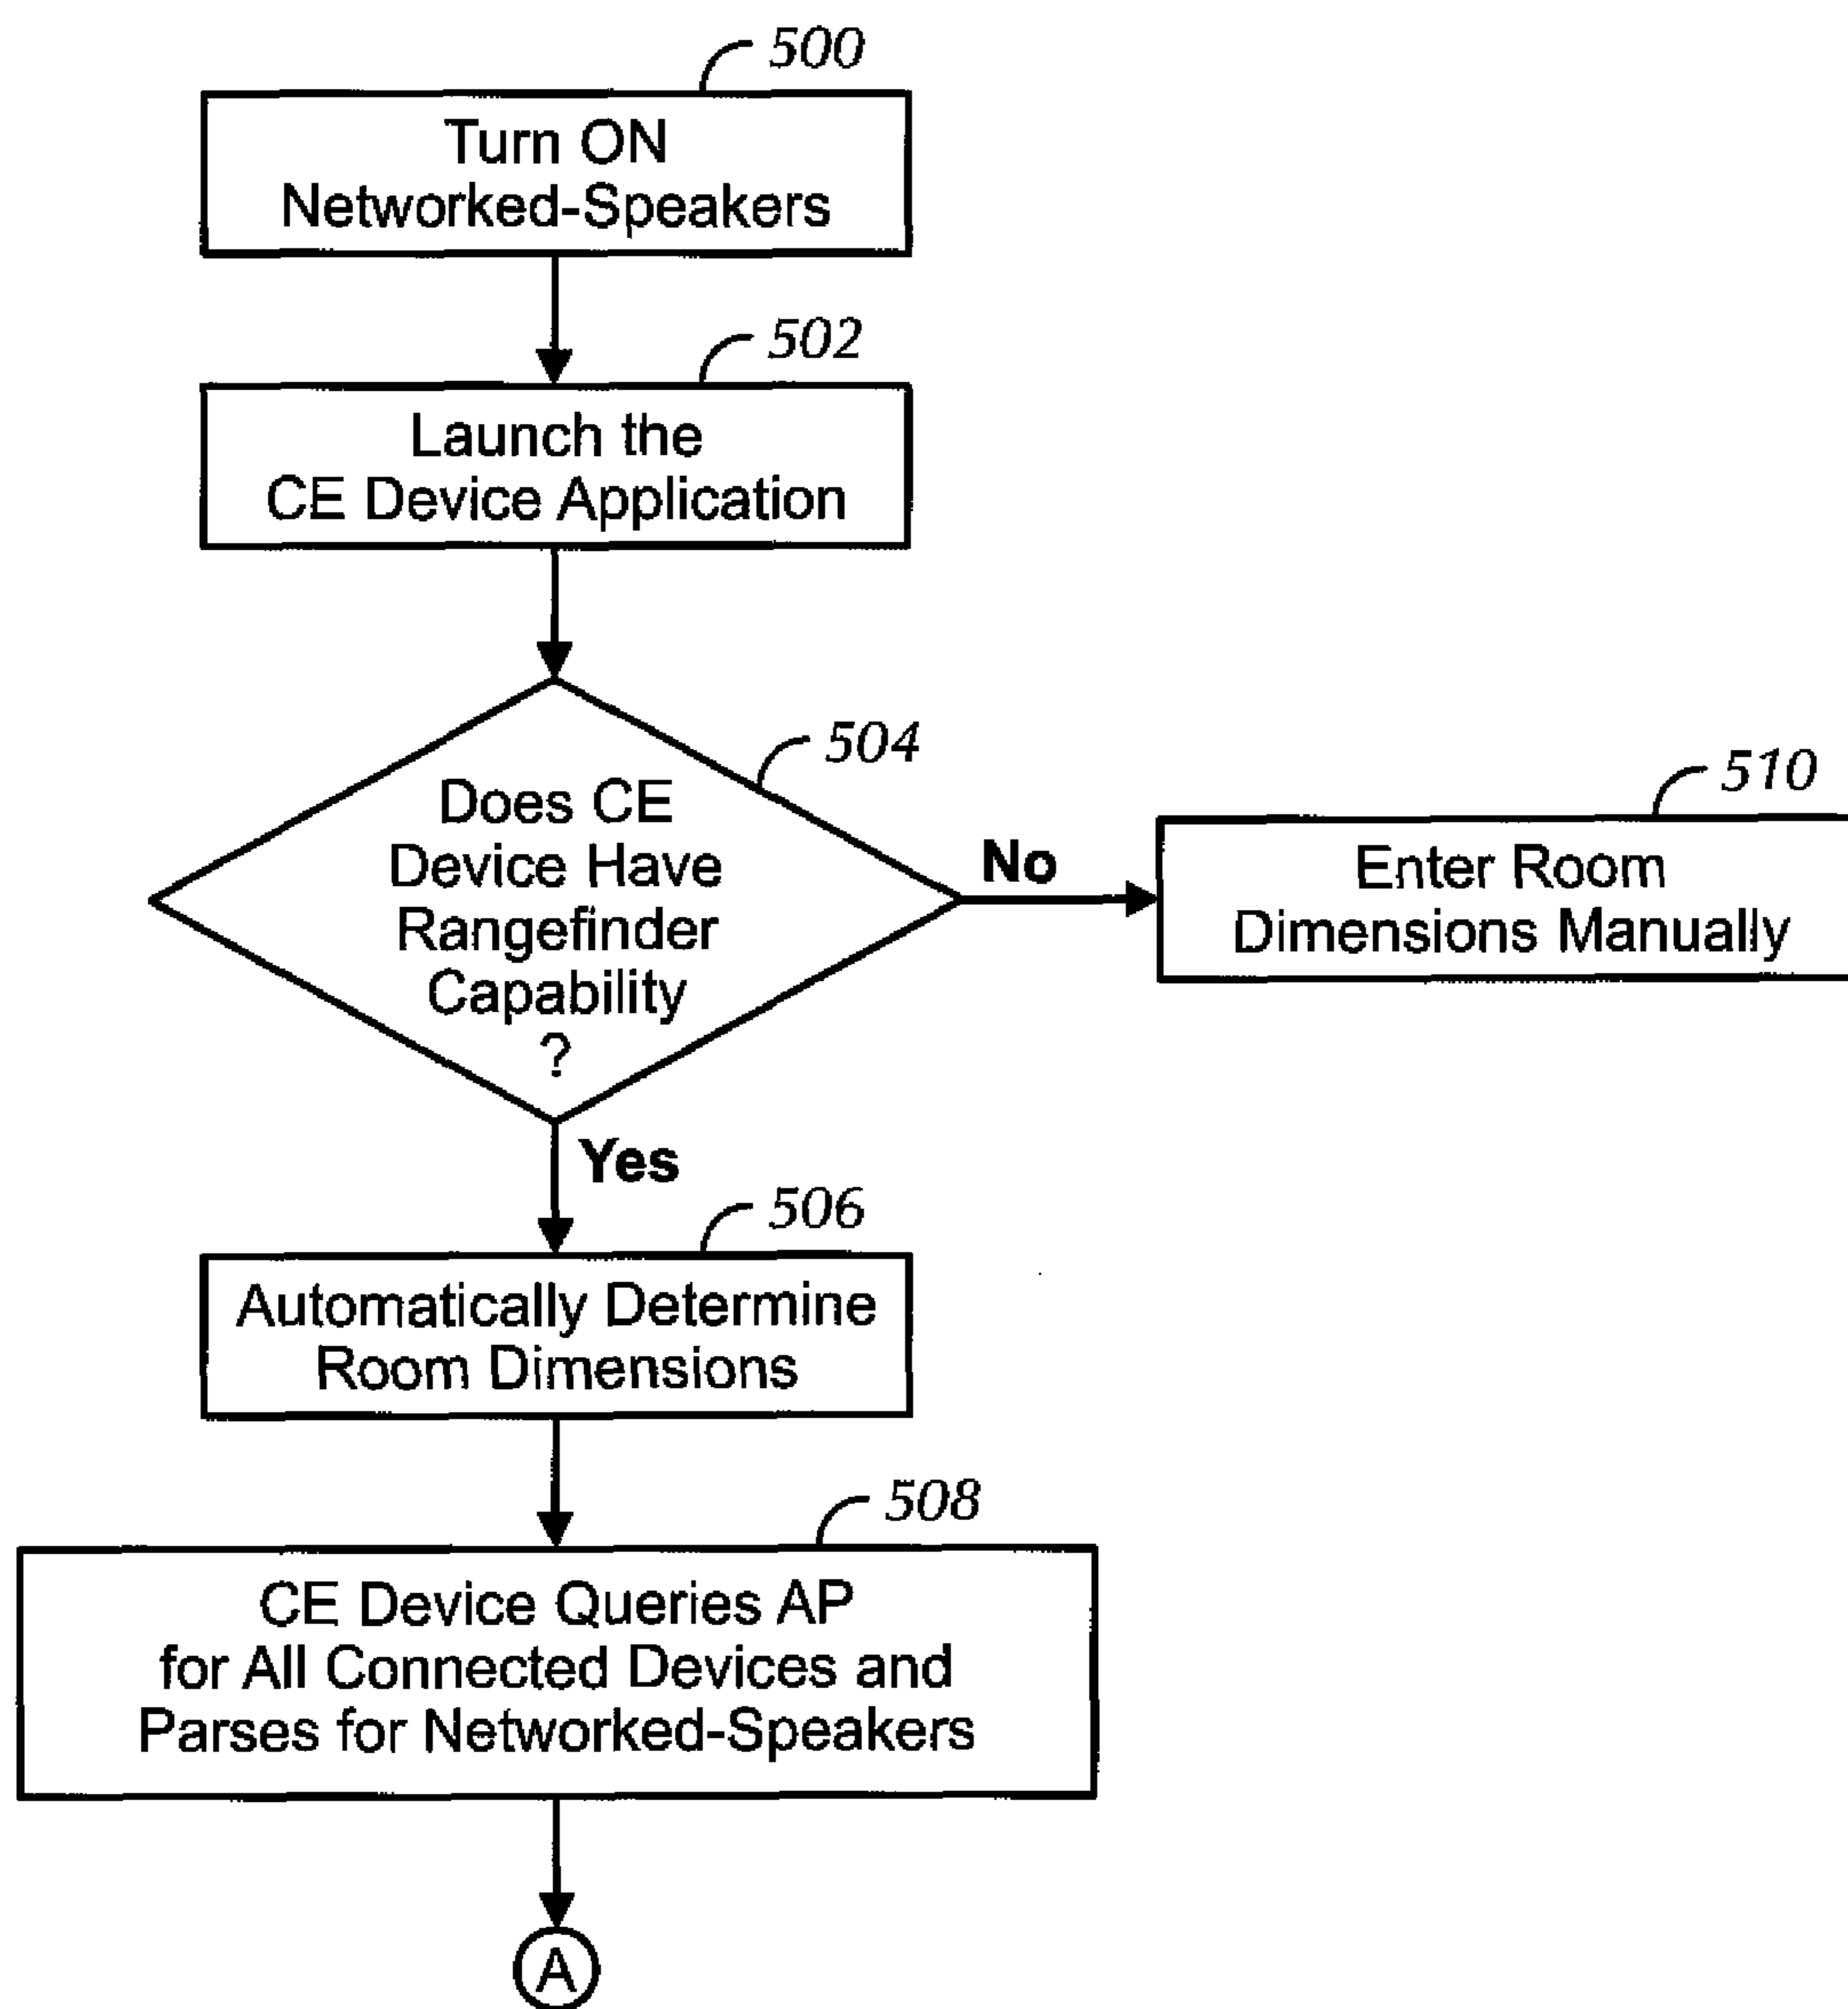 500
Turn ON
Networked-Speakers
502
Launch the
CE Device Application
504
Does CE
Device Have
Rangefinder
Capability
?
No
510
Enter Room
Dimensions Manually
Yes
506
Automatically Determine
Room Dimensions
508
CE Device Queries AP
for All Connected Devices and
Parses for Networked-Speakers
A